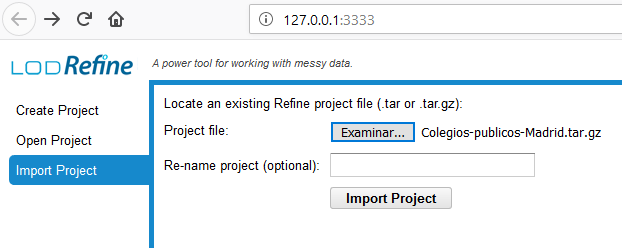 127.0.0.1:3333
LODRefine
A power tool for working with messy data.
Create Project
Open Project
Import Project
Locate an existing Refine project file (.tar or .tar.gz):
Project file:
Examinar...
Colegios-publicos-Madrid.tar.gz
Re-name project (optional):
Import Project